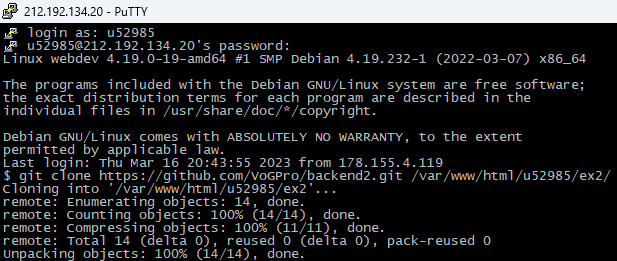 212.192.134.20 - PuTTY
login as: u52985
u52985@212.192.134.20's password:
Linux webdev 4.19.0-19-amd64 #1 SMP Debian 4.19.232-1 (2022-03-07) x86_64
The programs included with the Debian GNU/Linux system are free software;
the exact distribution terms for each program are described in the
individual files in /usr/share/doc/*/copyright.
Debian GNU/Linux comes with ABSOLUTELY NO WARRANTY, to the extent
permitted by applicable law.
Last login: Thu Mar 16 20:43:55 2023 from 178.155.4.119
$ git clone https://github.com/VoGPro/backend2.git /var/www/html/u52985/ex2/
Cloning into '/var/www/html/u52985/ex2'...
remote: Enumerating objects: 14, done.
remote: Counting objects: 100% (14/14), done.
remote: Compressing objects: 100% (11/11), done.
remote: Total 14 (delta 0), reused 0 (delta 0), pack-reused 0
Unpacking objects: 100% (14/14), done.